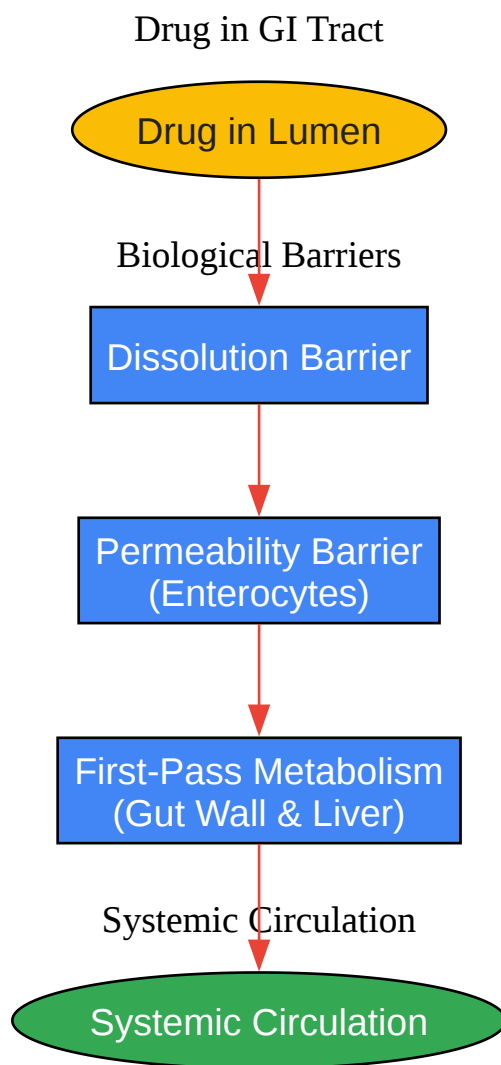 Drug in GI Tract
Drug in Lumen
Biological Barriers
Dissolution Barrier
Permeability Barrier
(Enterocytes)
First-Pass Metabolism
(Gut Wall & Liver)
Systemic Circulation
Systemic Circulation